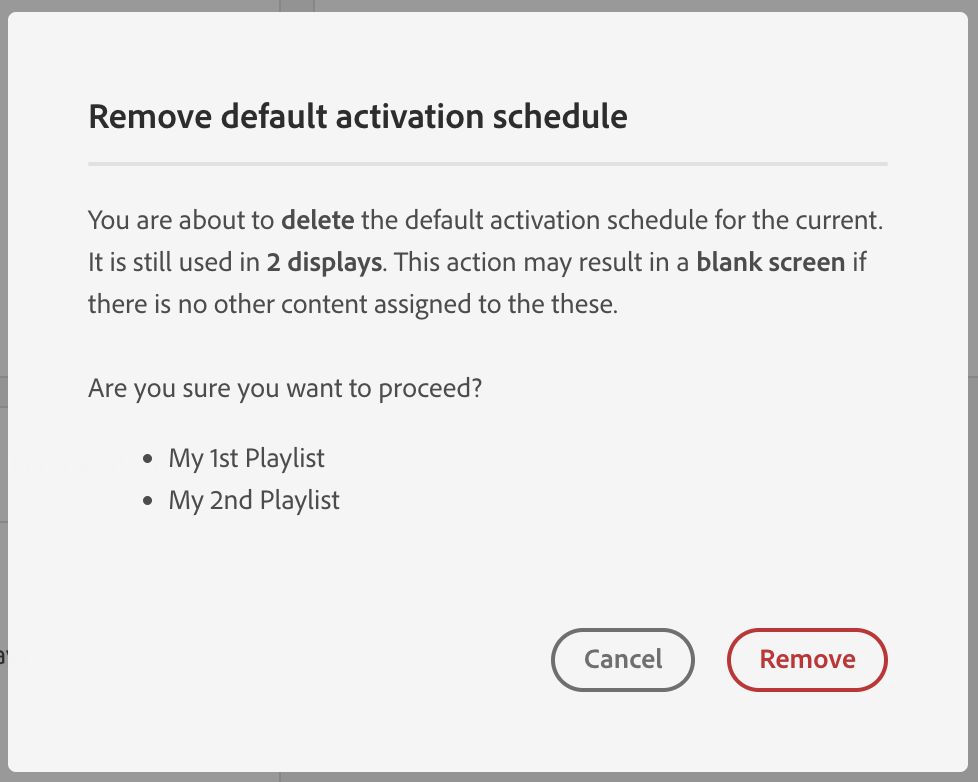 Remove default activation schedule
You are about to delete the default activation schedule for the current.
It is still used in 2 displays. This action may result in a blank screen if
there is no other content assigned to the these.
Are you sure you want to proceed?
My 1st Playlist
My 2nd Playlist
Cancel
Remove